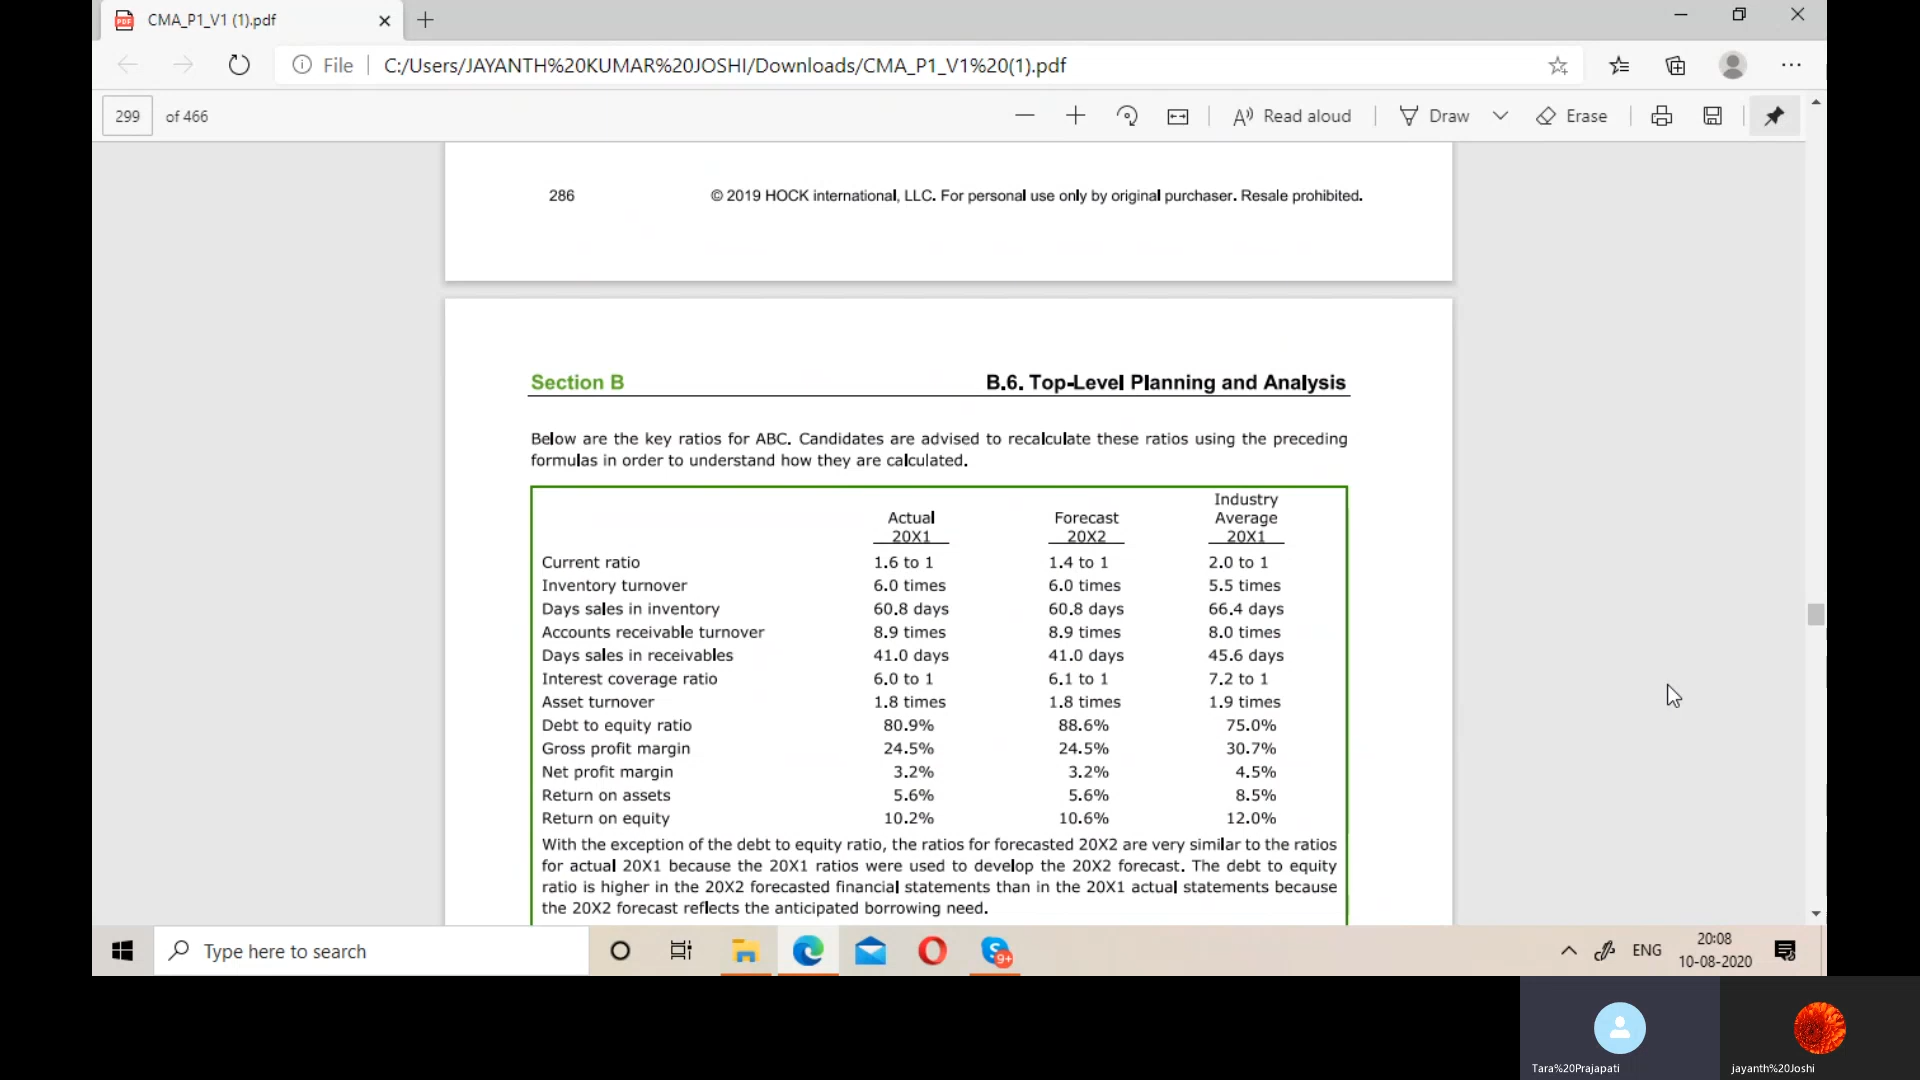 CMA_P1_V1 (1).pdf
File
C:/Users/JAYANTH%20KUMAR%20JOSHI/Downloads/CMA_P1_V1%20(1).pdf
299 of 466
Read aloud
Draw
Erase
286 © 2019 HOCK international, LLC. For personal use only by original purchaser. Resale prohibited.
Section B B.6. Top-Level Planning and Analysis
Below are the key ratios for ABC. Candidates are advised to recalculate these ratios using the preceding
formulas in order to understand how they are calculated.
Industry
Actual Forecast Average
20X1 20X2 20X1
Current ratio 1.6 to 1 1.4 to 1 2.0 to 1
Inventory turnover 6.0 times 6.0 times 5.5 times
Days sales in inventory 60.8 days 60.8 days 66.4 days
Accounts receivable turnover 8.9 times 8.9 times 8.0 times
Days sales in receivables 41.0 days 41.0 days 45.6 days
Interest coverage ratio 6.0 to 1 6.1 to 1 7.2 to 1
Asset turnover 1.8 times 1.8 times 1.9 times
Debt to equity ratio 80.9% 88.6% 75.0%
Gross profit margin 24.5% 24.5% 30.7%
Net profit margin 3.2% 3.2% 4.5%
Return on assets 5.6% 5.6% 8.5%
Return on equity 10.2% 10.6% 12.0%
With the exception of the debt to equity ratio, the ratios for forecasted 20X2 are very similar to the ratios
for actual 20X1 because the 20X1 ratios were used to develop the 20X2 forecast. The debt to equity
ratio is higher in the 20X2 forecasted financial statements than in the 20X1 actual statements because
the 20X2 forecast reflects the anticipated borrowing need.
Type here to search
9+
ENG
20:08
10-08-2020
Tara%20Prajapati
jayanth%20Joshi